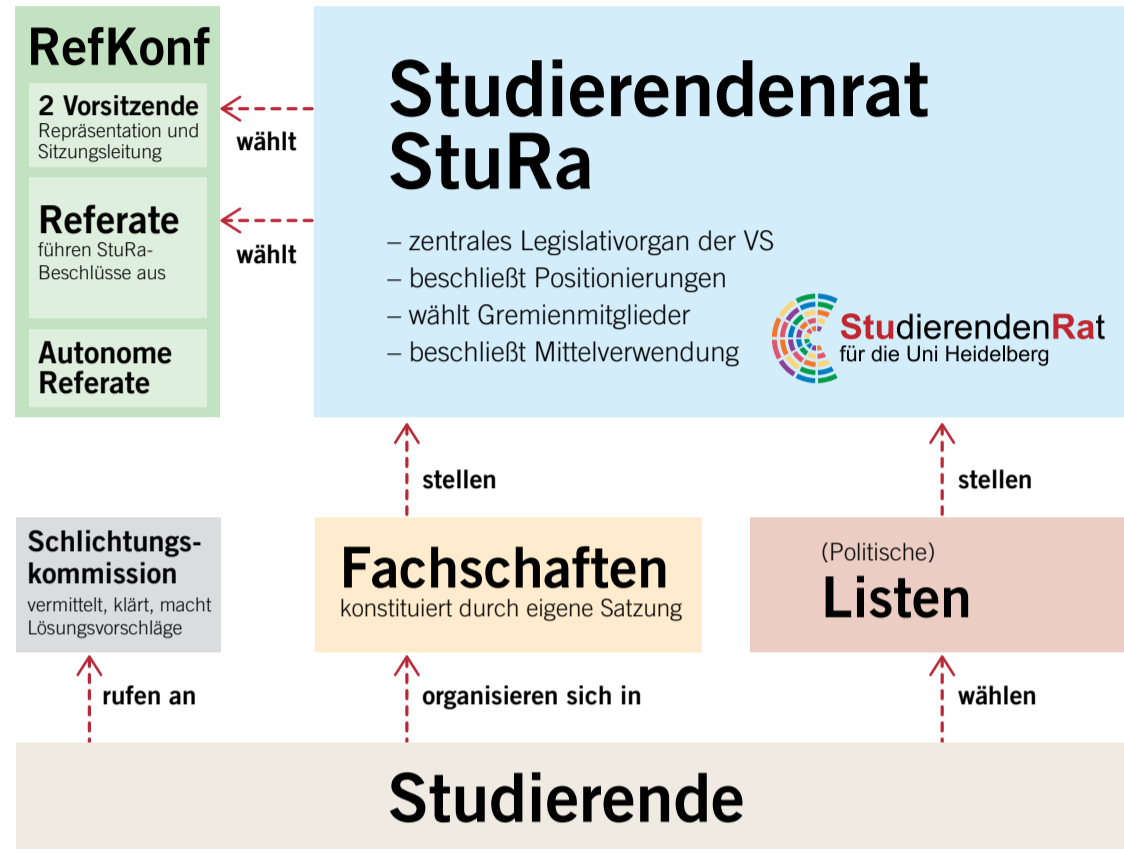 RefKonf
2 Vorsitzende
Repräsentation und
Sitzungsleitung
Referate
führen StuRa-
Beschlüsse aus
Autonome
Referate
wählt
wählt
Studierendenrat
StuRa
– zentrales Legislativorgan der VS
– beschließt Positionierungen
– wählt Gremienmitglieder
– beschließt Mittelverwendung
StudierendenRat
für die Uni Heidelberg
stellen
stellen
Schlichtungs-
kommission
vermittelt, klärt, macht
Lösungsvorschläge
Fachschaften
konstituiert durch eigene Satzung
(Politische)
Listen
rufen an
organisieren sich in
wählen
Studierende